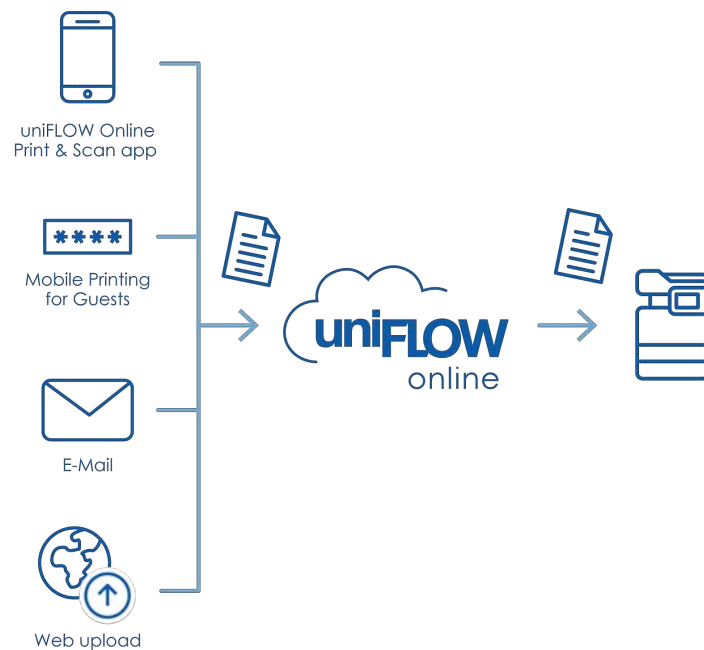 uniFLOW Online
Print & Scan app
****
Mobile Printing
for Guests
uniFLOW
online
E-Mail
Web upload